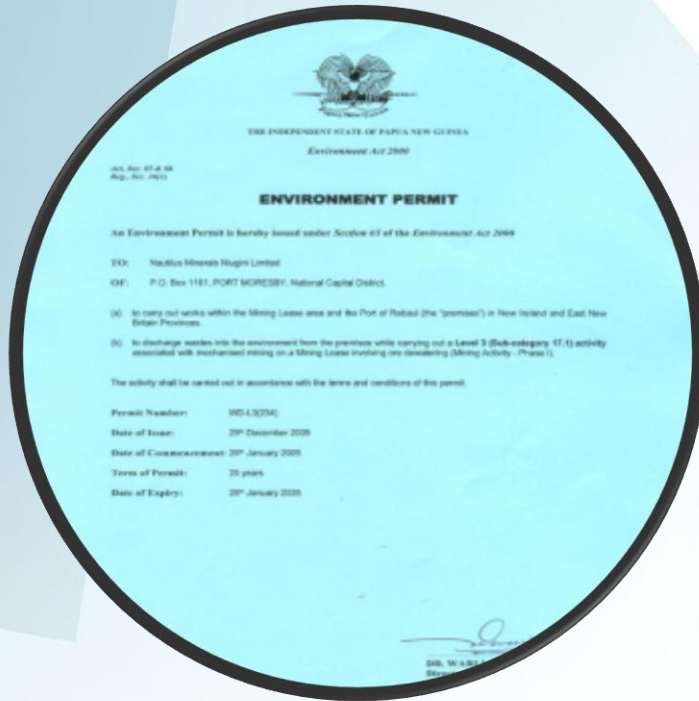 THE INDEPENDENT STATE OF PAPUA NEW GUINEA
Environment Act 2000
Act, Sec. 65 & 66
Reg., Sec.
ENVIRONMENT PERMIT
An Environment Permit is hereby issued under Section 65 of the Environment Act 2000
TO: Nautilus Minerals Niugini Limited
OF: P.O. Box 1161, PORT MORESBY, National Capital District.
(a) to carry out works within the Mining Lease area and the Port of Rabaul (the "premises") in New Ireland and East New
Britain Provinces.
(b) to discharge wastes into the environment from the premises while carrying out a Level 3 (Sub-category 17.1) activity
associated with mechanised mining on a Mining Lease involving ore dewatering (Mining Activity - Phase I).
The activity shall be carried out in accordance with the terms and conditions of this permit.
Permit Number: WD-L3(234)
Date of Issue: 29th December 2009
Date of Commencement: January
Term of Permit: 25 years
Date of Expiry: January
DR.